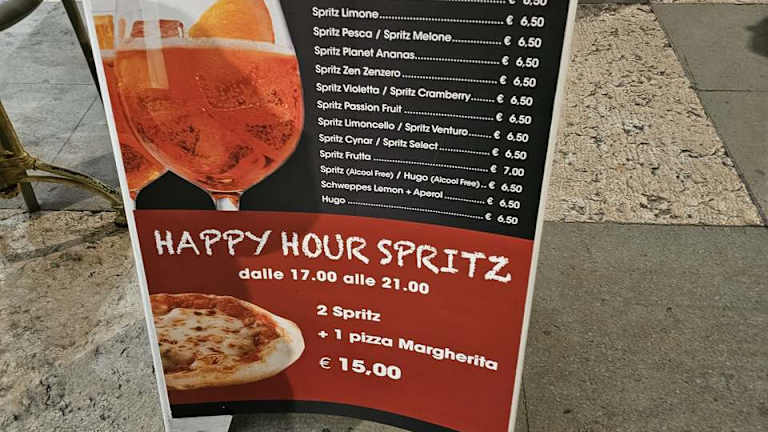 € 6,50
Spritz Limone € 6,50
Spritz Pesca / Spritz Melone € 6,50
Spritz Planet Ananas € 6,50
Spritz Zen Zenzero € 6,50
Spritz Violetta / Spritz Cramberry € 6,50
Spritz Passion Fruit € 6,50
Spritz Limoncello / Spritz Venturo € 6,50
Spritz Cynar / Spritz Select € 6,50
Spritz Frutta € 7,00
Spritz (Alcool Free) / Hugo (Alcool Free) € 6,50
Schweppes Lemon + Aperol € 6,50
Hugo € 6,50
HAPPY HOUR SPRITZ
dalle 17.00 alle 21.00
2 Spritz
+ 1 pizza Margherita
€ 15,00